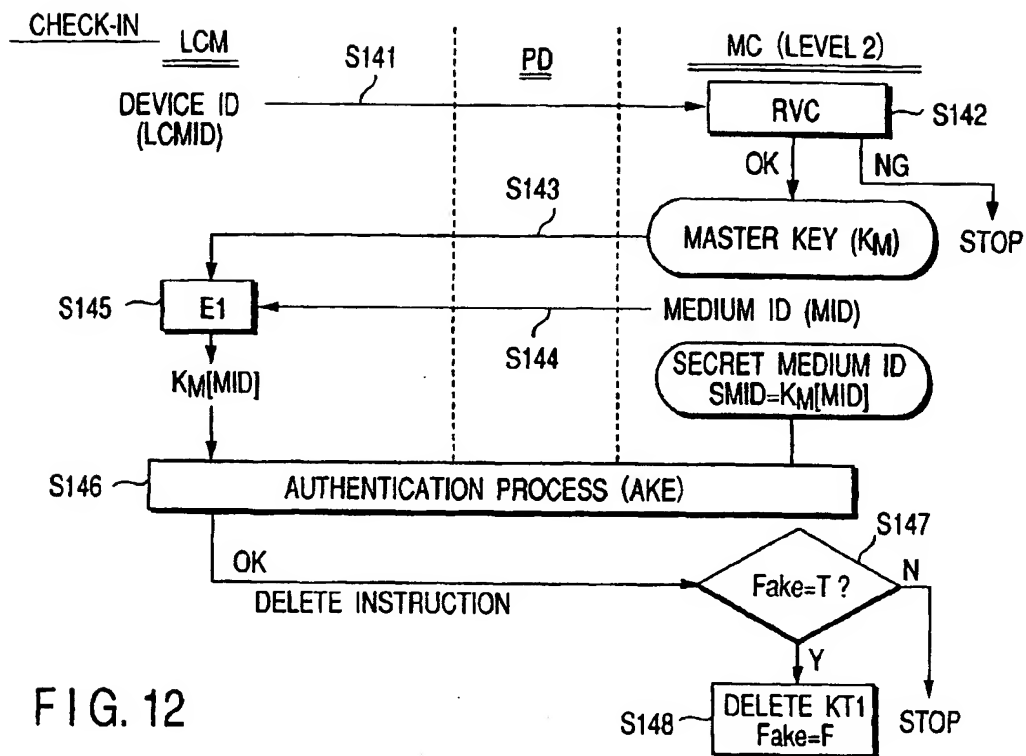 CHECK-IN
LCM
S141
PD
MC (LEVEL 2)
DEVICE ID
(LCMID)
RVC
S142
OK
NG
S143
MASTER KEY (KM)
STOP
S145
E1
MEDIUM ID (MID)
S144
KM[MID]
SECRET MEDIUM ID
SMID=KM[MID]
S146
AUTHENTICATION PROCESS (AKE)
S147
OK
Fake=T ?
N
DELETE INSTRUCTION
Y
S148
DELETE KT1
Fake=F
STOP
FIG. 12